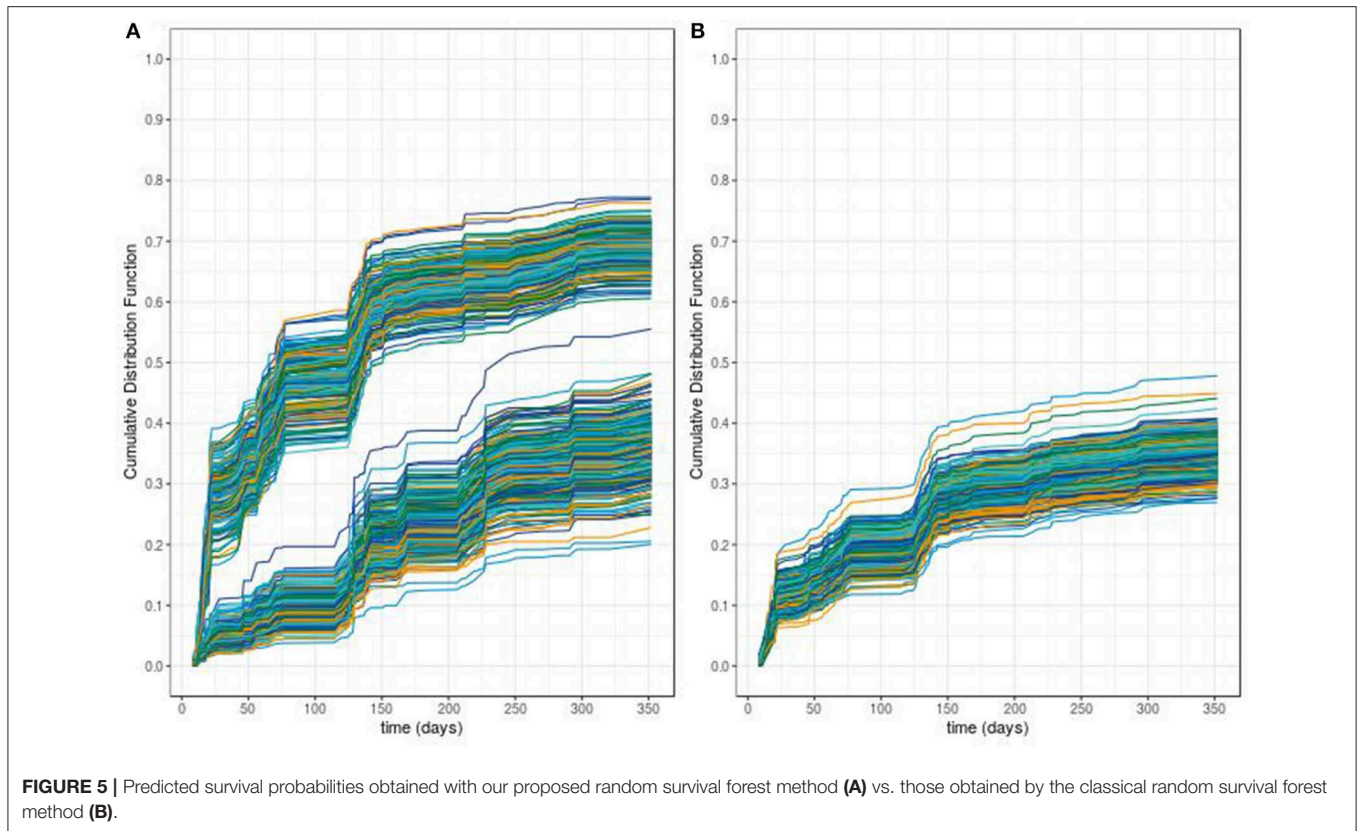 A
B
1.0
0.9
0.8
0.7
0.6
0.5
0.4
0.3
0.2
0.1
0.0
Cumulative Distribution Function
0 50 100 150 200 250 300 350
time (days)
1.0
0.9
0.8
0.7
0.6
0.5
0.4
0.3
0.2
0.1
0.0
Cumulative Distribution Function
0 50 100 150 200 250 300 350
time (days)
FIGURE 5 | Predicted survival probabilities obtained with our proposed random survival forest method (A) vs. those obtained by the classical random survival forest
method (B).